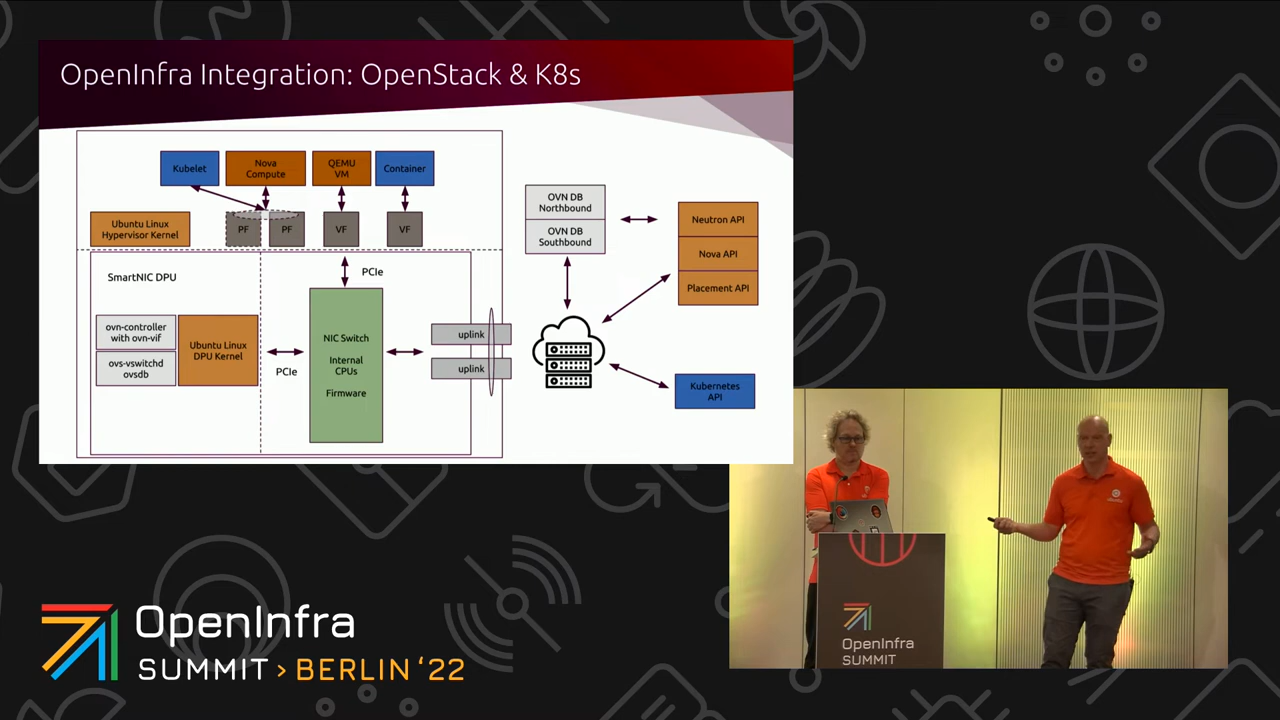 OpenInfra Integration: OpenStack & K8s
Kubelet
Nova
Compute
QEMU
VM
Container
Ubuntu Linux
Hypervisor Kernel
PF
PF
VF
VF
SmartNIC DPU
PCIe
ovn-controller
with ovn-vif
ovs-vswitchd
ovsdb
Ubuntu Linux
DPU Kernel
PCIe
NIC Switch
Internal
CPUs
Firmware
uplink
uplink
OVN DB
Northbound
OVN DB
Southbound
Neutron API
Nova API
Placement API
Kubernetes
API
OpenInfra
SUMMIT
OpenInfra
SUMMIT > BERLIN ‘22